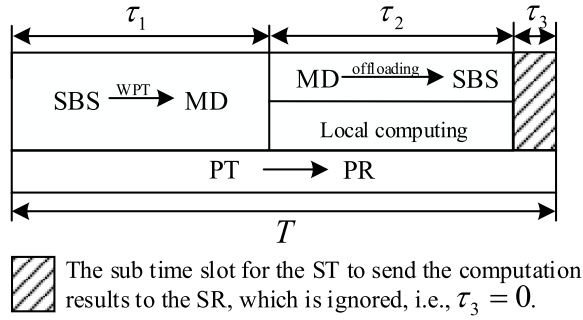 τ₁ τ₂ τ₃
SBS WPT MD
MD offloading SBS
Local computing
PT PR
T
The sub time slot for the ST to send the computation
results to the SR, which is ignored, i.e., τ₃ = 0.